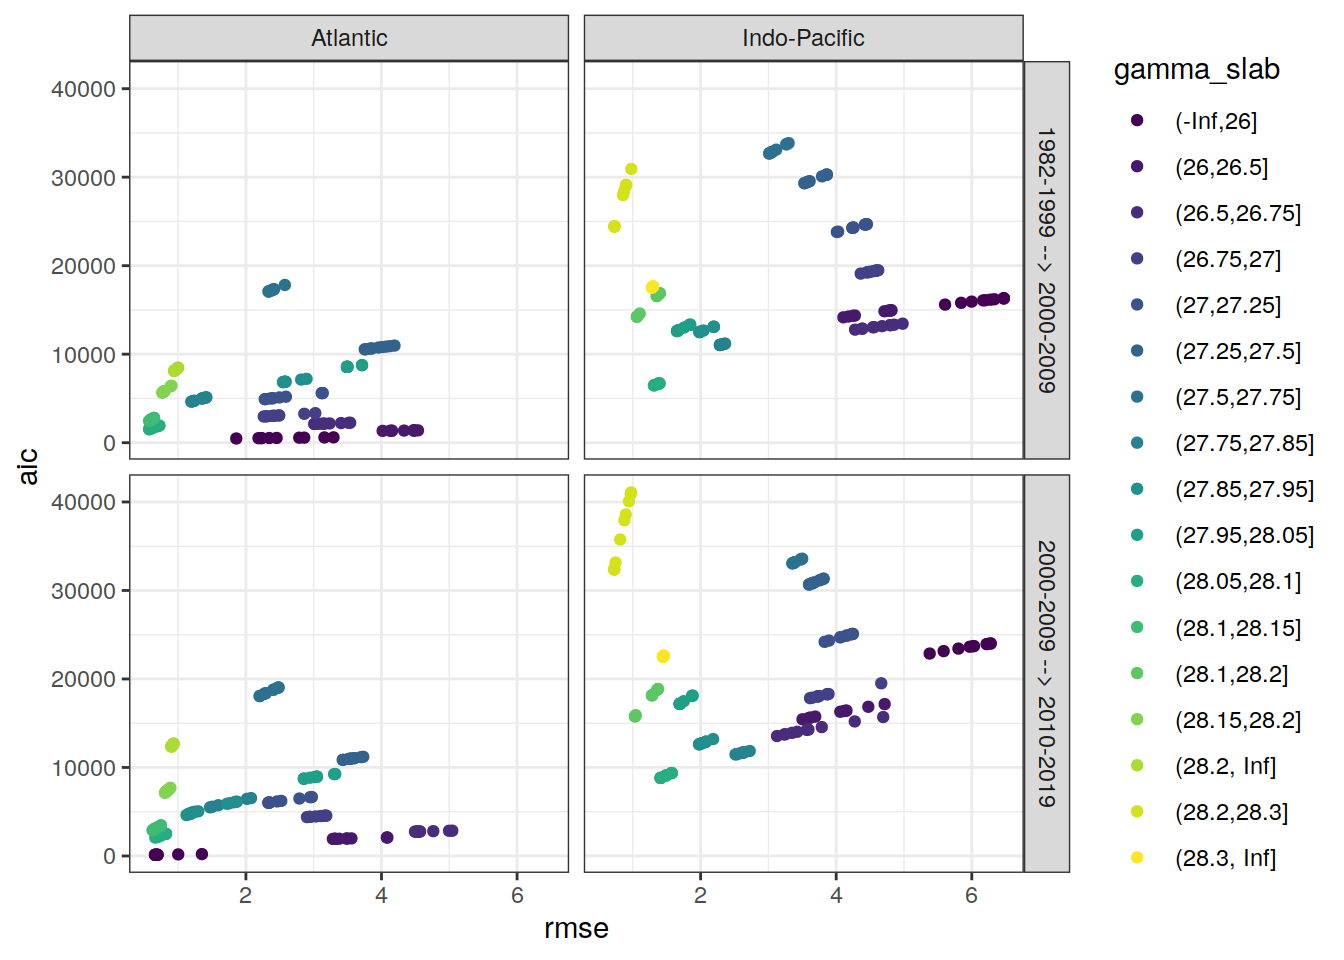 Atlantic
Indo-Pacific
aic
40000
30000
20000
10000
0
1982-1999 --> 2000-2009
40000
30000
20000
10000
0
2000-2009 --> 2010-2019
2 4 6
2 4 6
rmse
gamma_slab
(-Inf,26]
(26,26.5]
(26.5,26.75]
(26.75,27]
(27,27.25]
(27.25,27.5]
(27.5,27.75]
(27.75,27.85]
(27.85,27.95]
(27.95,28.05]
(28.05,28.1]
(28.1,28.15]
(28.1,28.2]
(28.15,28.2]
(28.2, Inf]
(28.2,28.3]
(28.3, Inf]